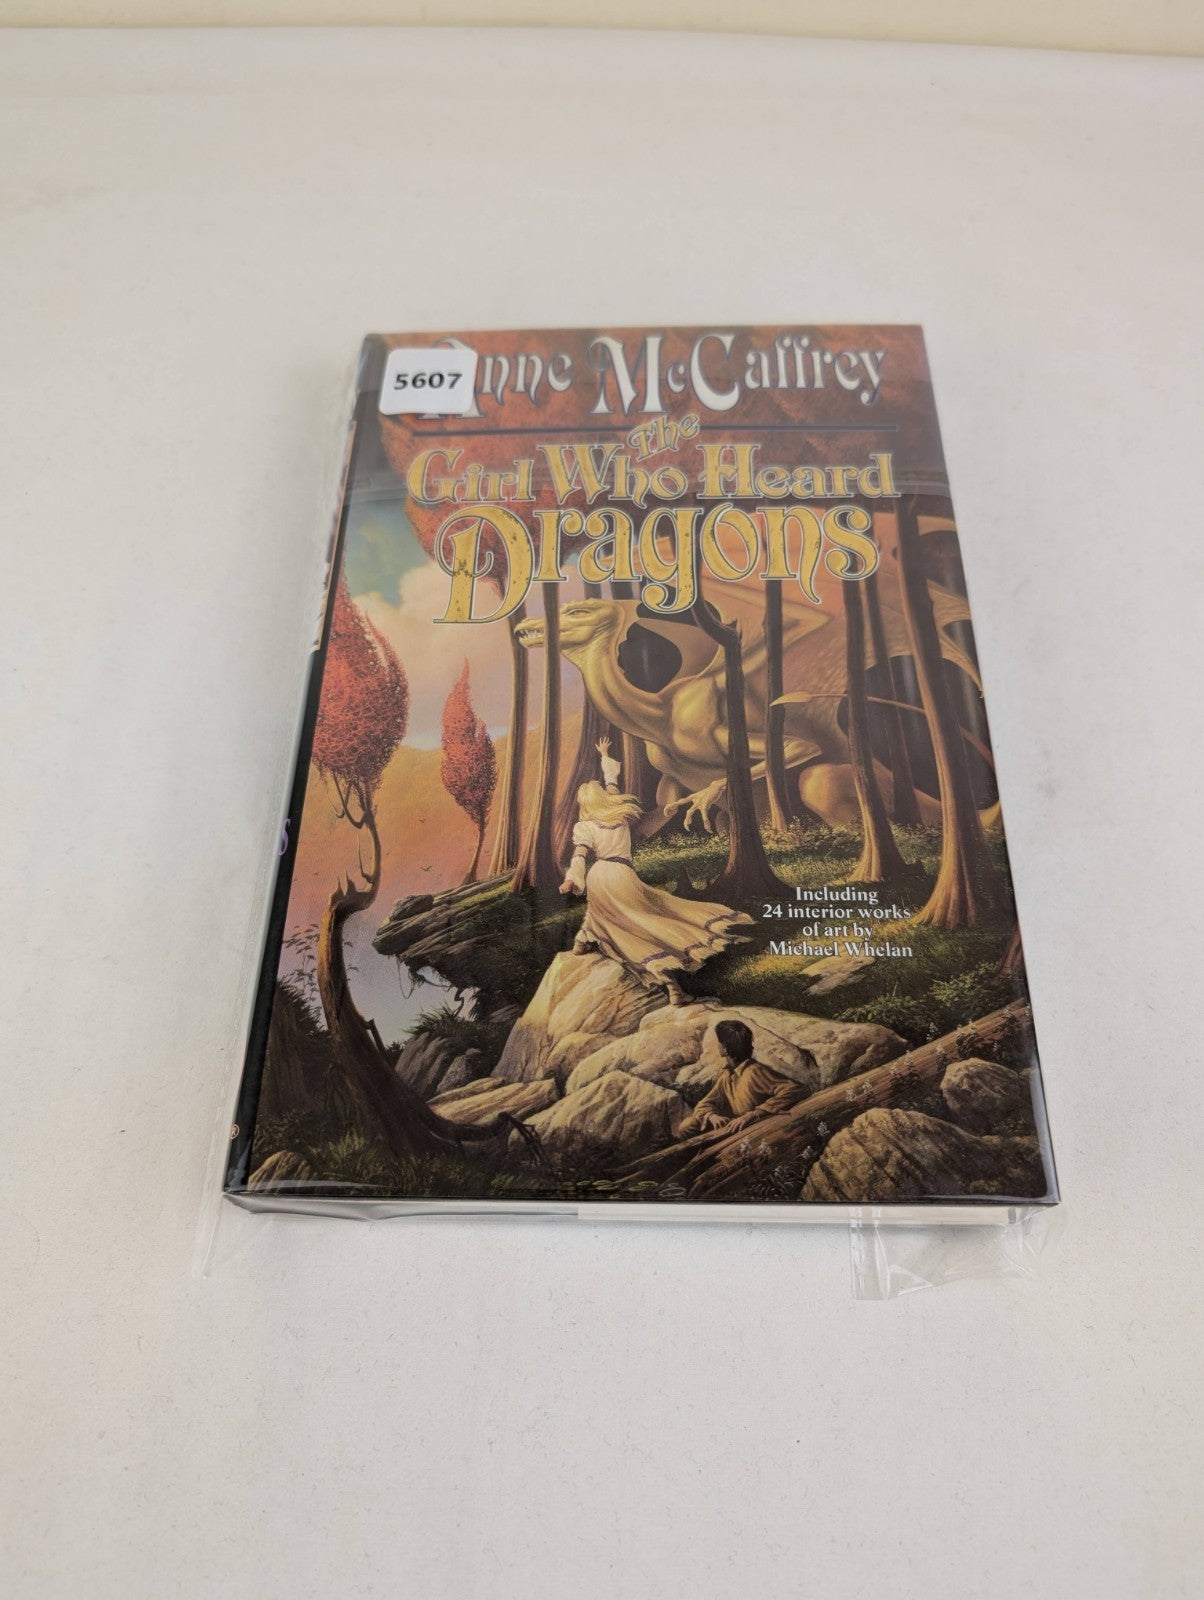 5607
Anne McCaffrey
The
Girl Who Heard
Dragons
Including
24 interior works
of art by
Michael Whelan
S
®